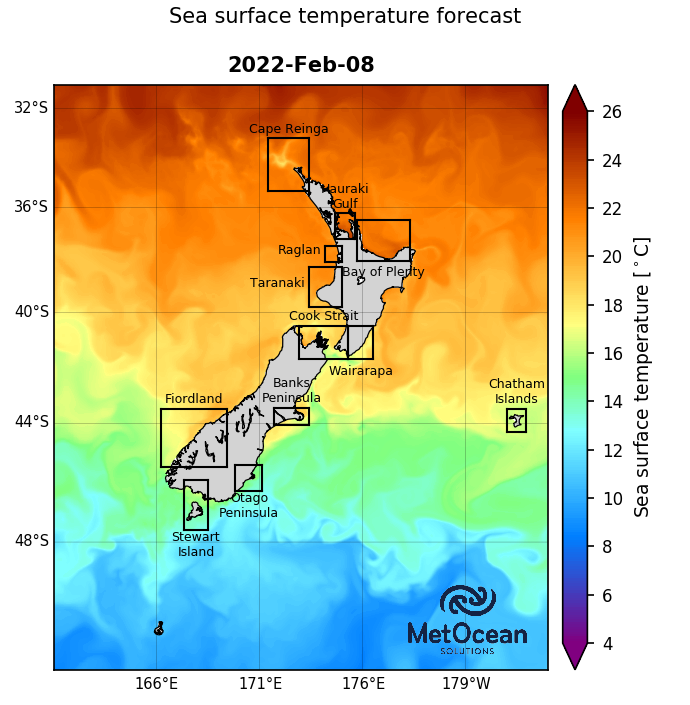 Sea surface temperature forecast
2022-Feb-08
32°S
36°S
40°S
44°S
48°S
Cape Reinga
Hauraki
Gulf
Raglan
Bay of Plenty
Taranaki
Cook Strait
Wairarapa
Banks
Peninsula
Chatham
Islands
Fiordland
Otago
Peninsula
Stewart
Island
MetOcean
SOLUTIONS
166°E
171°E
176°E
179°W
26
24
22
20
18
16
14
12
10
8
6
4
Sea surface temperature [°C]